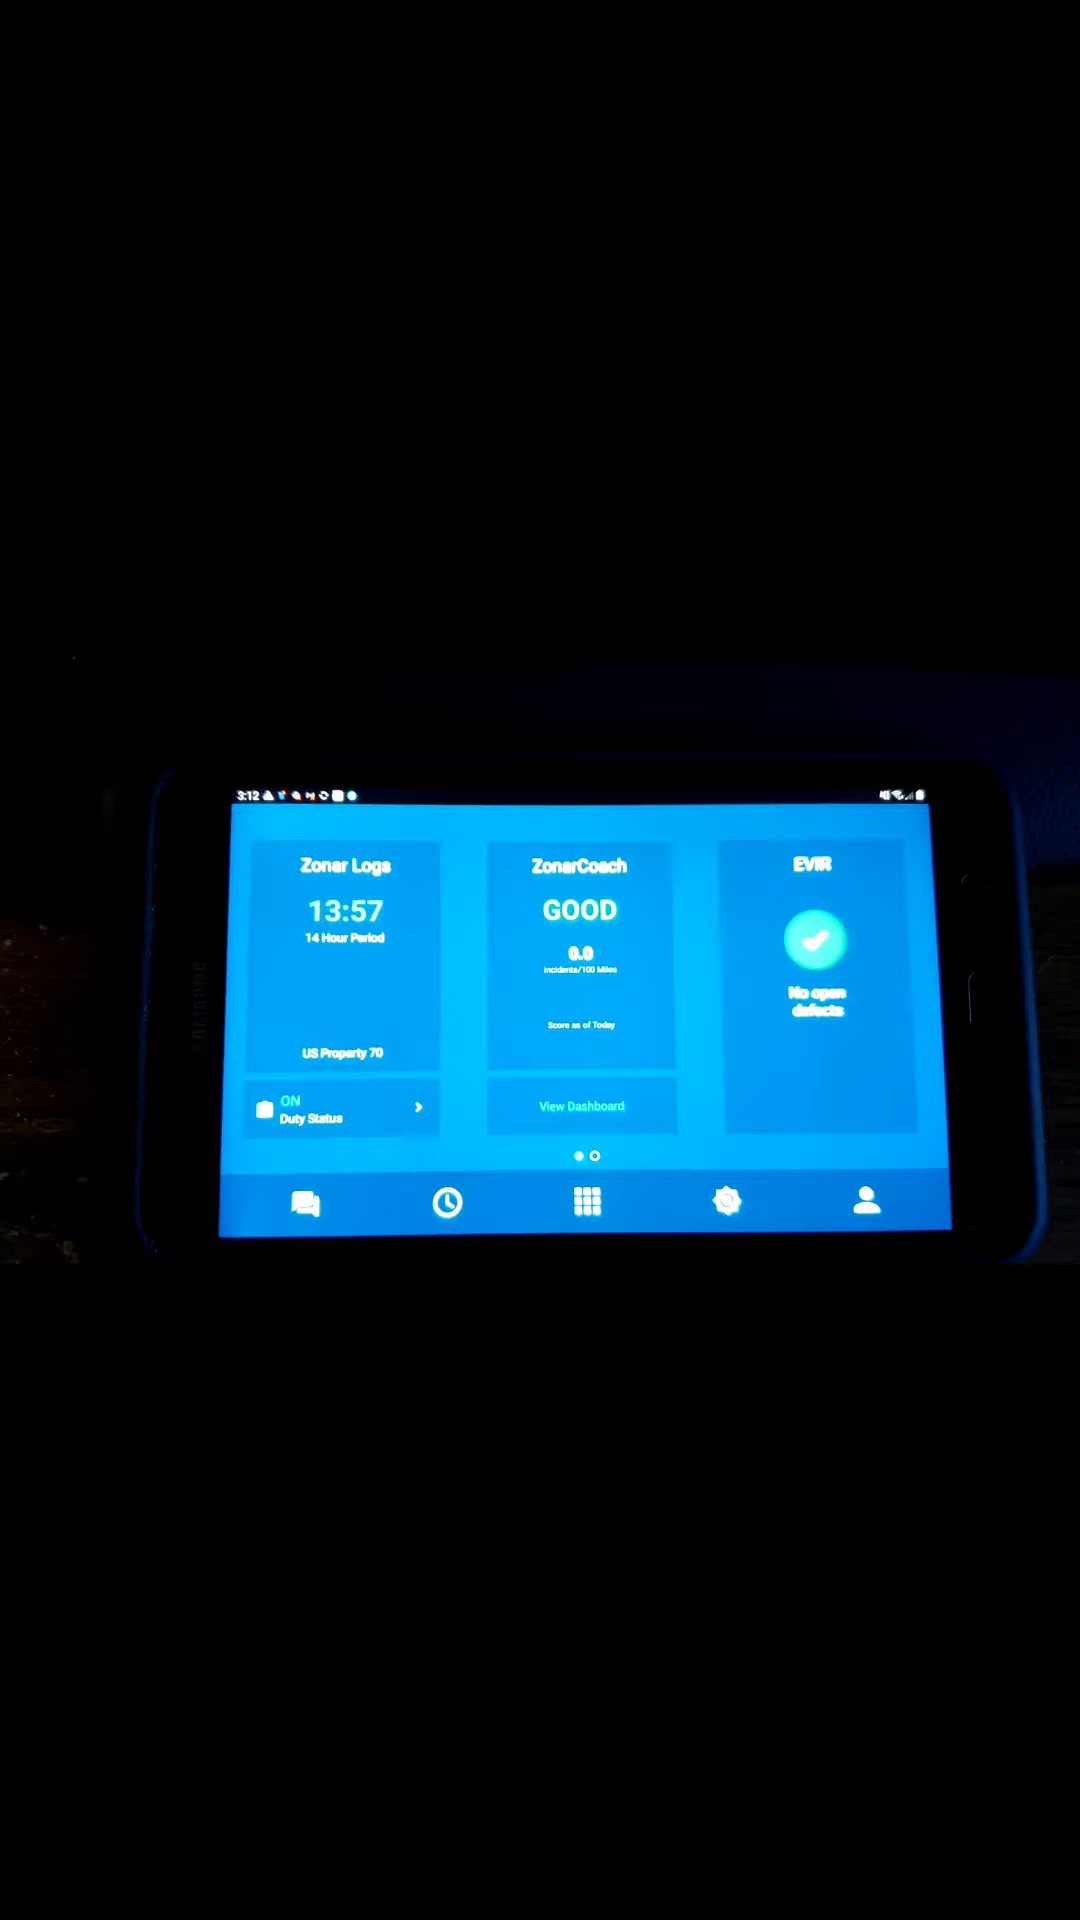 3:12
Zonar Logs
13:57
14 Hour Period
US Property 70
ON
Duty Status
ZonarCoach
GOOD
0.0
Incidents/100 Miles
Score as of Today
View Dashboard
EVIR
No open
defects
SAMSUNG